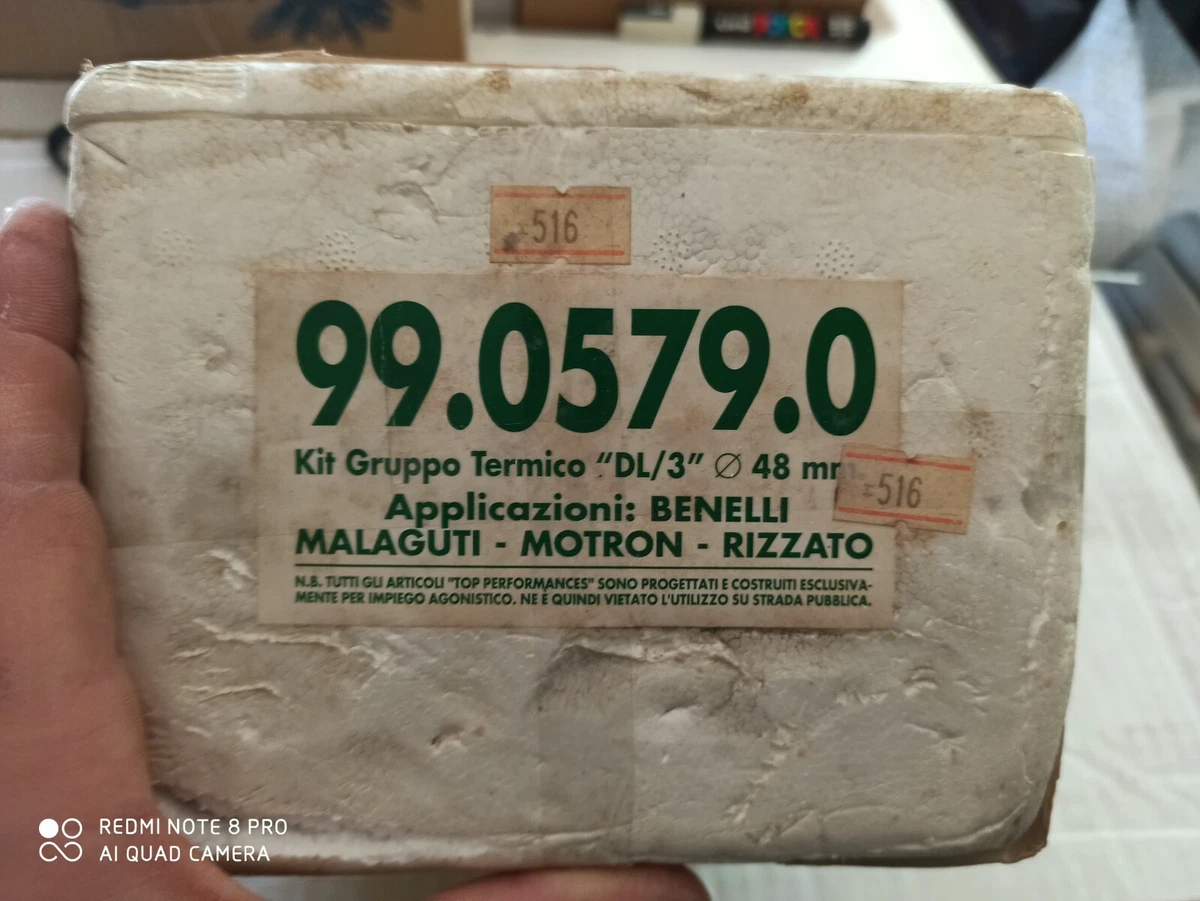 516
99.0579.0
Kit Gruppo Termico "DL/3" Ø 48 mm.
516
Applicazioni: BENELLI
MALAGUTI - MOTRON - RIZZATO
N.B. TUTTI GLI ARTICOLI "TOP PERFORMANCES" SONO PROGETTATI E COSTRUITI ESCLUSIVA-
MENTE PER IMPIEGO AGONISTICO. NE È QUINDI VIETATO L'UTILIZZO SU STRADA PUBBLICA.
REDMI NOTE 8 PRO
AI QUAD CAMERA